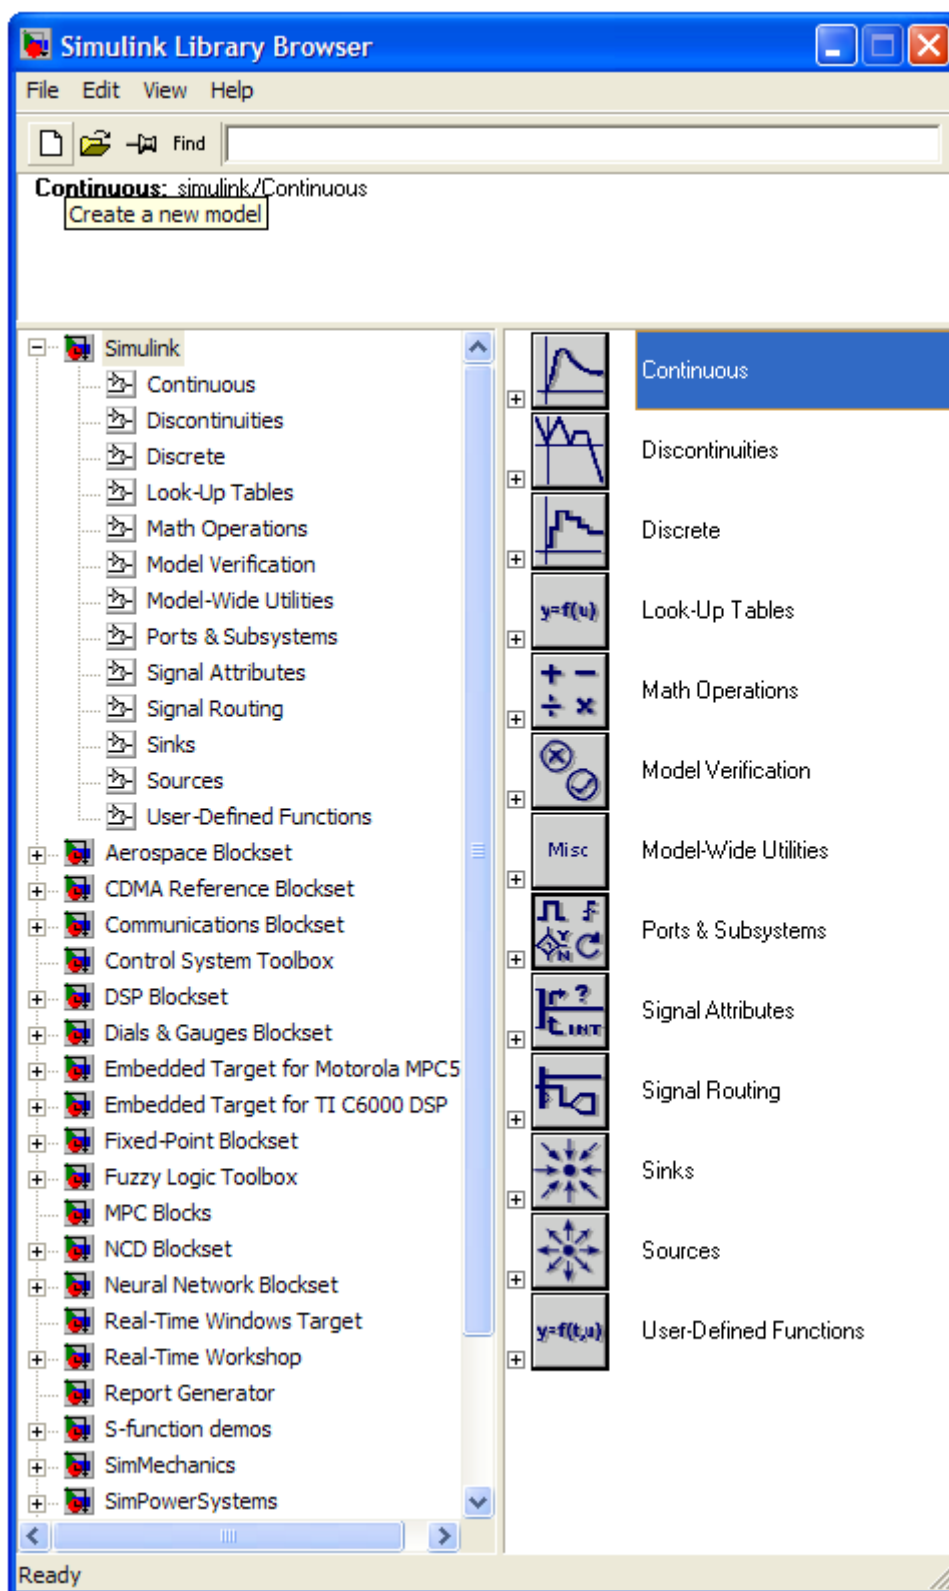 Simulink Library Browser
File Edit View Help
Find
Continuous: simulink/Continuous
Create a new model
Simulink
Continuous
Discontinuities
Discrete
Look-Up Tables
Math Operations
Model Verification
Model-Wide Utilities
Ports & Subsystems
Signal Attributes
Signal Routing
Sinks
Sources
User-Defined Functions
Aerospace Blockset
CDMA Reference Blockset
Communications Blockset
Control System Toolbox
DSP Blockset
Dials & Gauges Blockset
Embedded Target for Motorola MPC5
Embedded Target for TI C6000 DSP
Fixed-Point Blockset
Fuzzy Logic Toolbox
MPC Blocks
NCD Blockset
Neural Network Blockset
Real-Time Windows Target
Real-Time Workshop
Report Generator
S-function demos
SimMechanics
SimPowerSystems
Continuous
Discontinuities
Discrete
y=f(u) Look-Up Tables
+ − ÷ × Math Operations
Model Verification
Misc Model-Wide Utilities
Y N Ports & Subsystems
? t INT Signal Attributes
Signal Routing
Sinks
Sources
y=f(t,u) User-Defined Functions
Ready